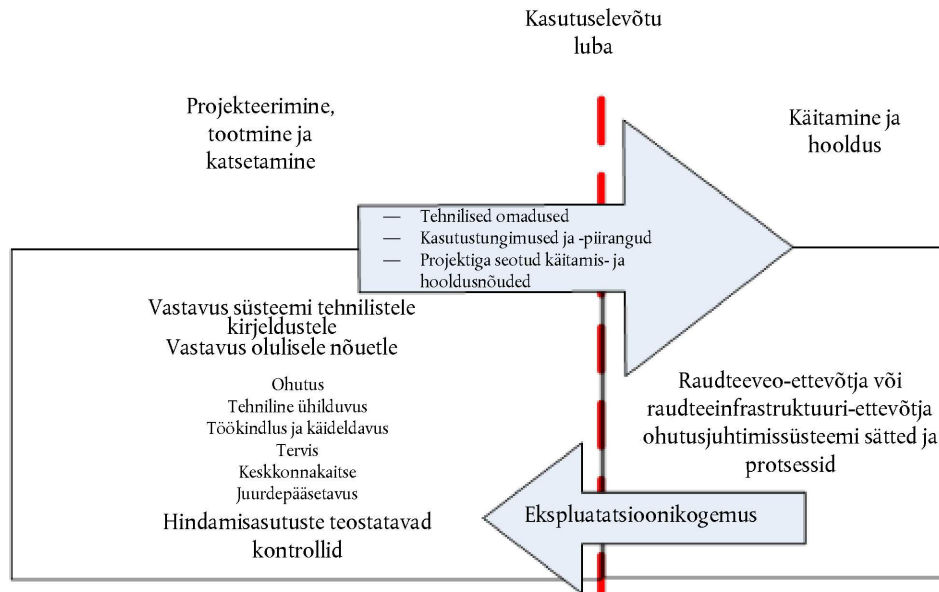 Kasutuselevõtu
luba
Projekteerimine,
tootmine ja
katsetamine
Käitamine ja
hooldus
— Tehnilised omadused
— Kasutustungimused ja -piirangud
— Projektiga seotud käitamis- ja
hooldusnõuded
Vastavus süsteemi tehnilistele
kirjeldustele
Vastavus olulisele nõuetle
Ohutus
Tehniline ühilduvus
Töökindlus ja käideldavus
Tervis
Keskkonnakaitse
Juurdepääsetavus
Hindamisasutuste teostatavad
kontrollid
Raudteeveo-ettevõtja või
raudteeinfrastruktuuri-ettevõtja
ohutusjuhtimissüsteemi sätted ja
protsessid
Ekspluatatsioonikogemus